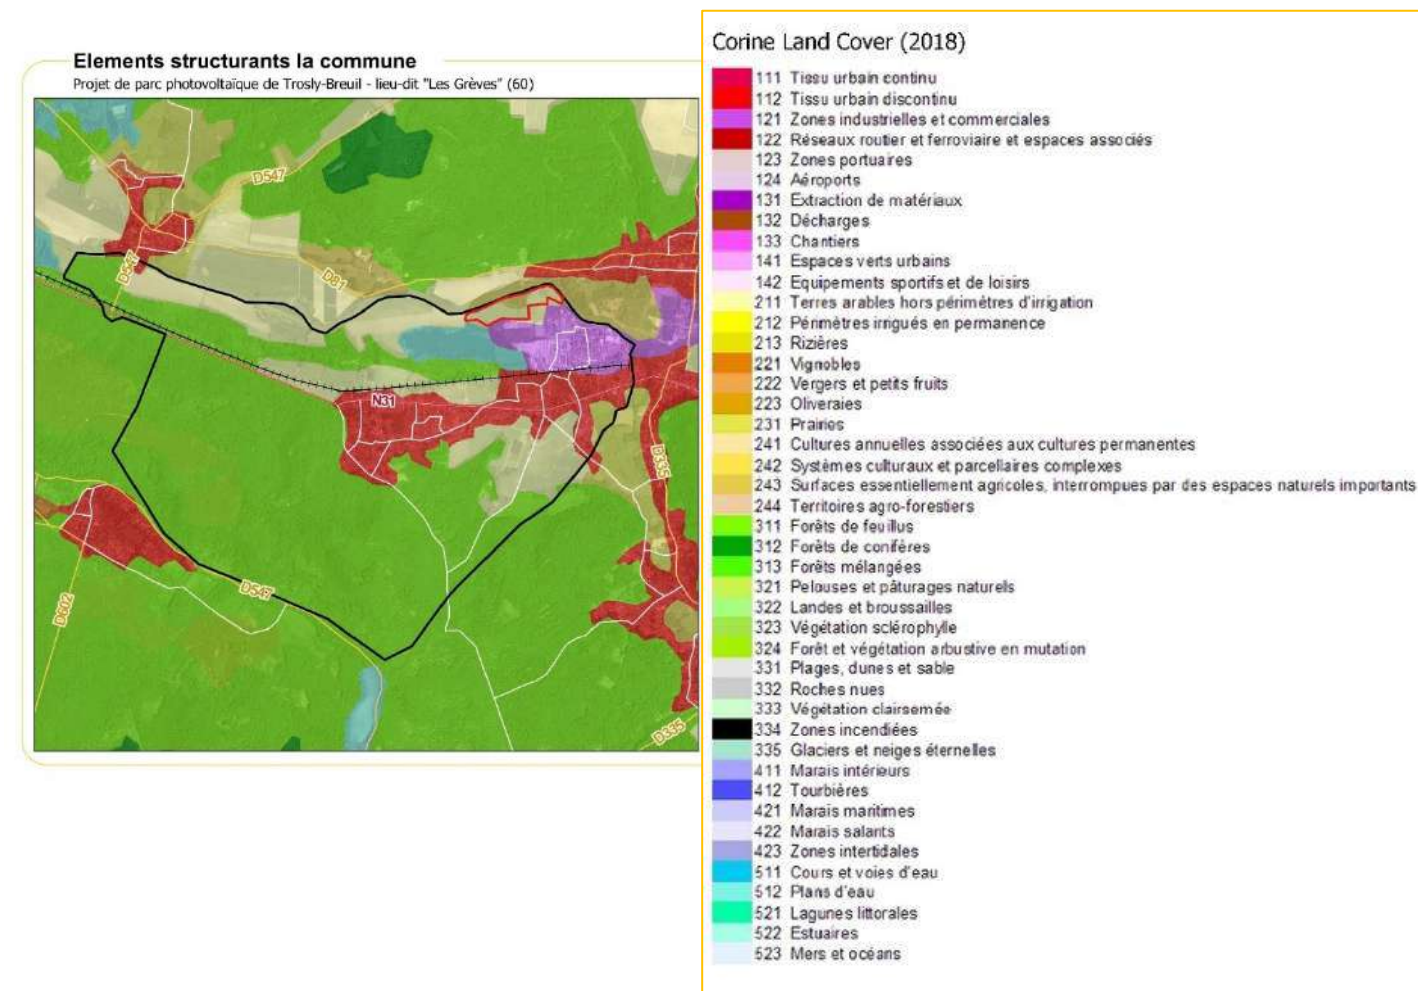 Elements structurants la commune
Projet de parc photovoltaïque de Trosly-Breuil - lieu-dit "Les Grèves" (60)
D547
D547
D81
N31
D335
D547
D602
D335
Corine Land Cover (2018)
111 Tissu urbain continu
112 Tissu urbain discontinu
121 Zones industrielles et commerciales
122 Réseaux routier et ferroviaire et espaces associés
123 Zones portuaires
124 Aéroports
131 Extraction de matériaux
132 Décharges
133 Chantiers
141 Espaces verts urbains
142 Equipements sportifs et de loisirs
211 Terres arables hors périmètres d'irrigation
212 Périmètres irrigués en permanence
213 Rizières
221 Vignobles
222 Vergers et petits fruits
223 Oliveraies
231 Prairies
241 Cultures annuelles associées aux cultures permanentes
242 Systèmes culturaux et parcellaires complexes
243 Surfaces essentiellement agricoles, interrompues par des espaces naturels importants
244 Territoires agro-forestiers
311 Forêts de feuillus
312 Forêts de conifères
313 Forêts mélangées
321 Pelouses et pâturages naturels
322 Landes et broussailles
323 Végétation sclérophylle
324 Forêt et végétation arbustive en mutation
331 Plages, dunes et sable
332 Roches nues
333 Végétation clairsemée
334 Zones incendiées
335 Glaciers et neiges éternelles
411 Marais intérieurs
412 Tourbières
421 Marais maritimes
422 Marais salants
423 Zones intertidales
511 Cours et voies d'eau
512 Plans d'eau
521 Lagunes littorales
522 Estuaires
523 Mers et océans